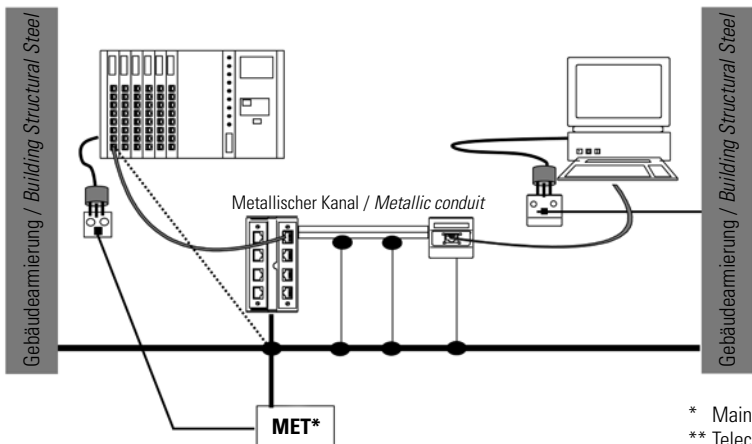 Gebäudearmierung / Building Structural Steel
Metallischer Kanal / Metallic conduit
Gebäudearmierung / Building Structural Steel
MET*
* Main
** Telec